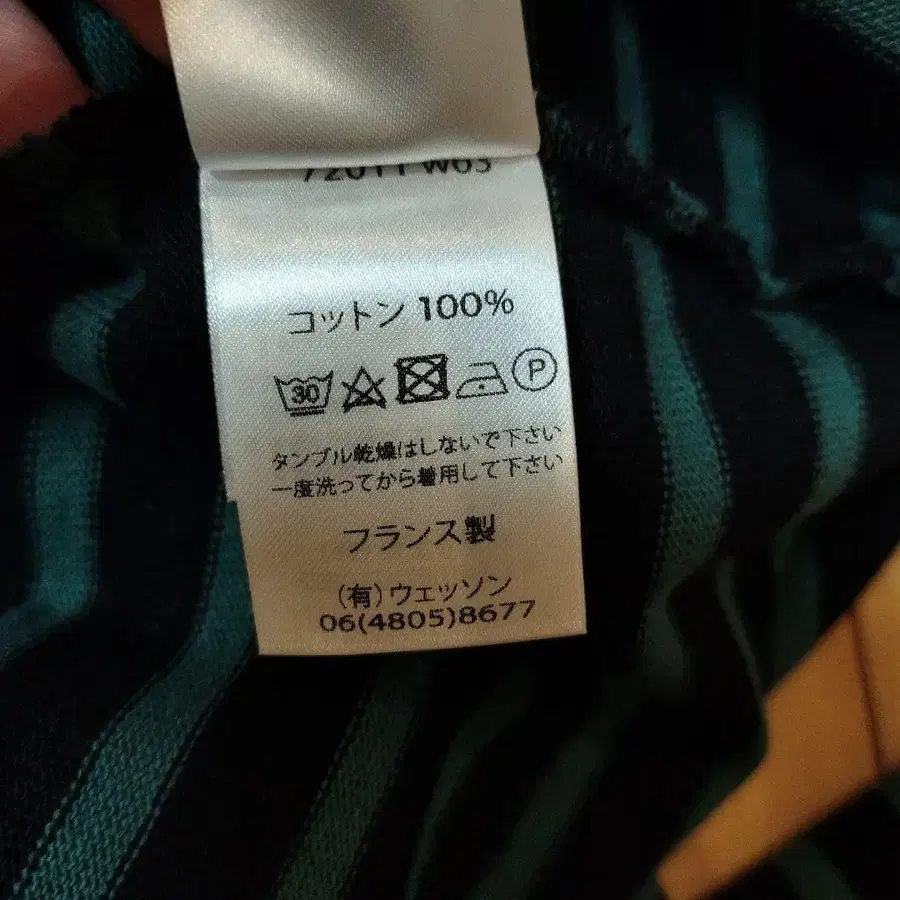 コットン 100%
30 P
タンブル乾燥はしないで下さい
一度洗ってから着用して下さい
フランス製
(有)ウェッソン
06(4805)8677